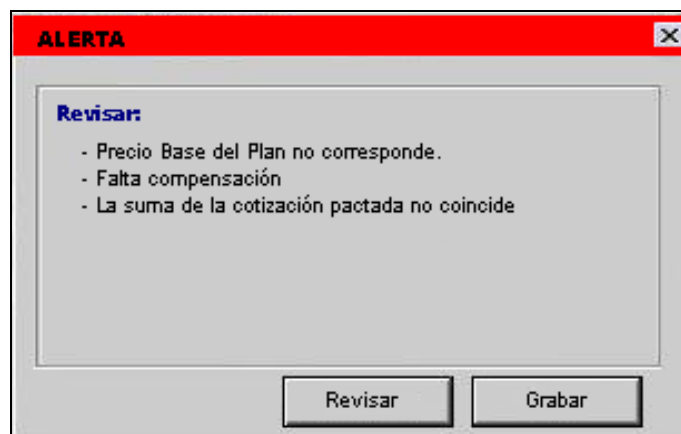 ALERTA
Revisar:
- Precio Base del Plan no corresponde.
- Falta compensación
- La suma de la cotización pactada no coincide
Revisar
Grabar